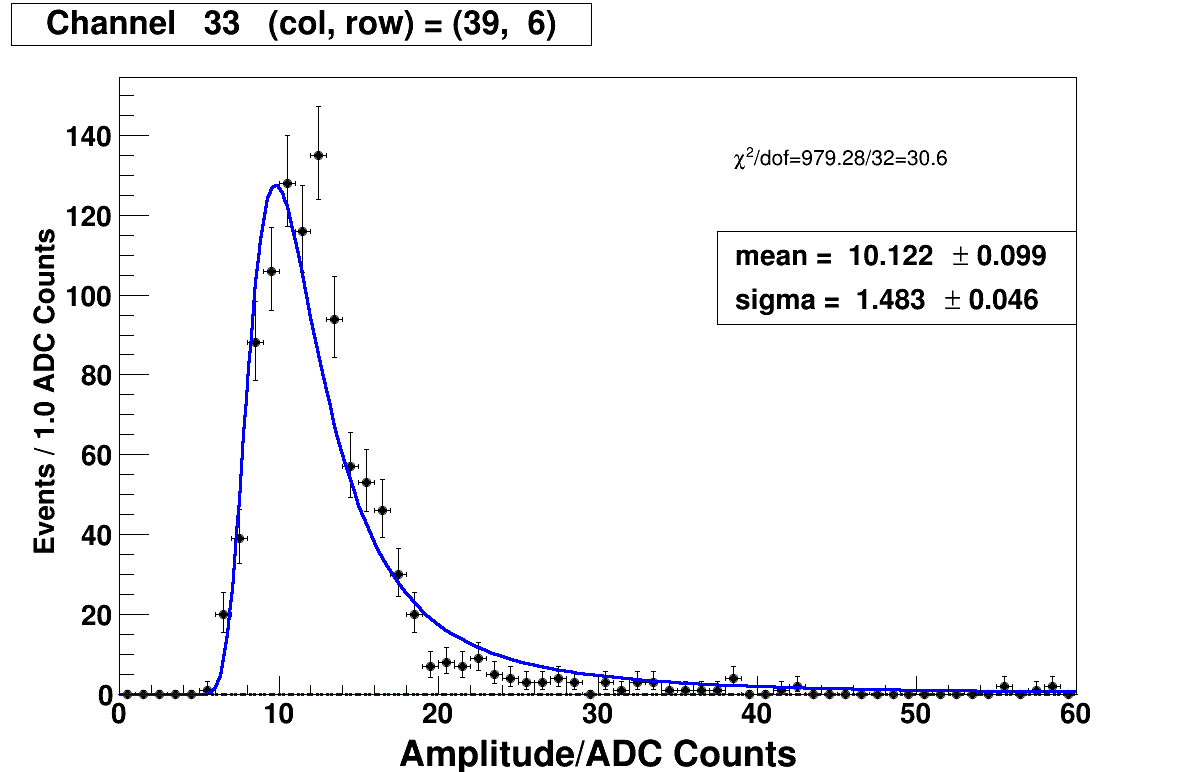 Channel 33 (col, row) = (39, 6)
χ²/dof=979.28/32=30.6
mean = 10.122 ± 0.099
sigma = 1.483 ± 0.046
Events / 1.0 ADC Counts
140
120
100
80
60
40
20
0
0 10 20 30 40 50 60
Amplitude/ADC Counts